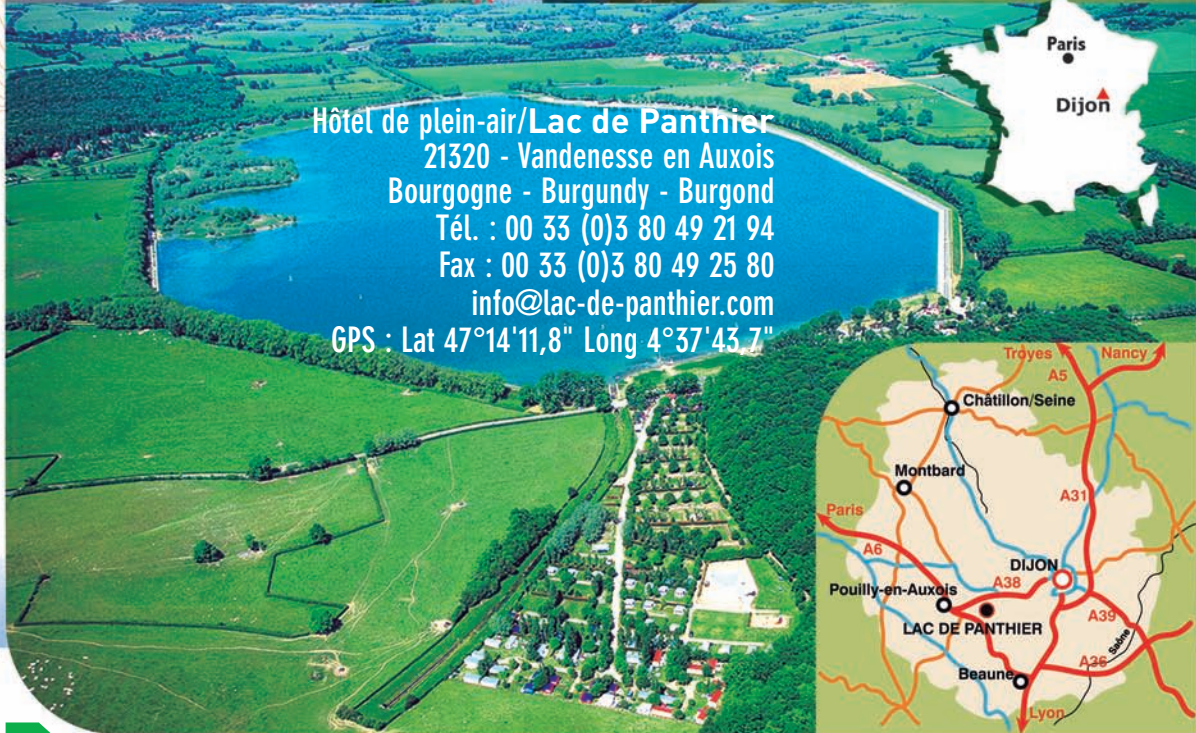 Hôtel de plein-air/Lac de Panthier
21320 - Vandenesse en Auxois
Bourgogne - Burgundy - Burgond
Tél. : 00 33 (0)3 80 49 21 94
Fax : 00 33 (0)3 80 49 25 80
info@lac-de-panthier.com
GPS : Lat 47°14'11,8" Long 4°37'43,7"
Paris
Dijon
Troyes
Nancy
A5
Châtillon/Seine
Montbard
A31
Paris
A6
DIJON
A38
Pouilly-en-Auxois
LAC DE PANTHIER
A39
Saône
A36
Beaune
Lyon